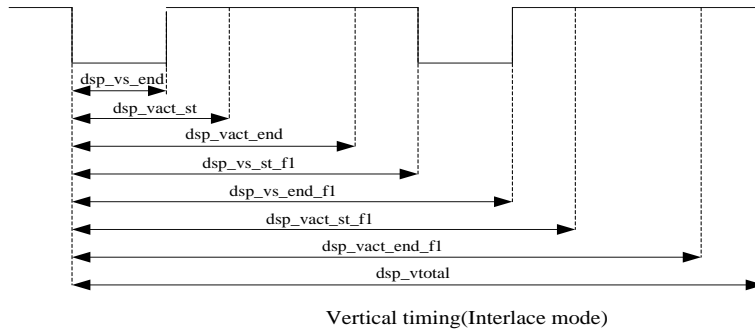 dsp_vs_end
dsp_vact_st
dsp_vact_end
dsp_vs_st_f1
dsp_vs_end_f1
dsp_vact_st_f1
dsp_vact_end_f1
dsp_vtotal
Vertical timing(Interlace mode)